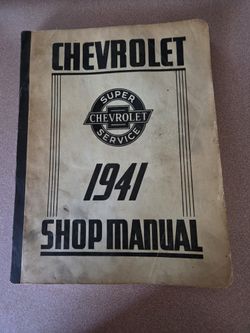 CHEVROLET
SUPER
CHEVROLET
SERVICE
1941
SHOP MANUAL